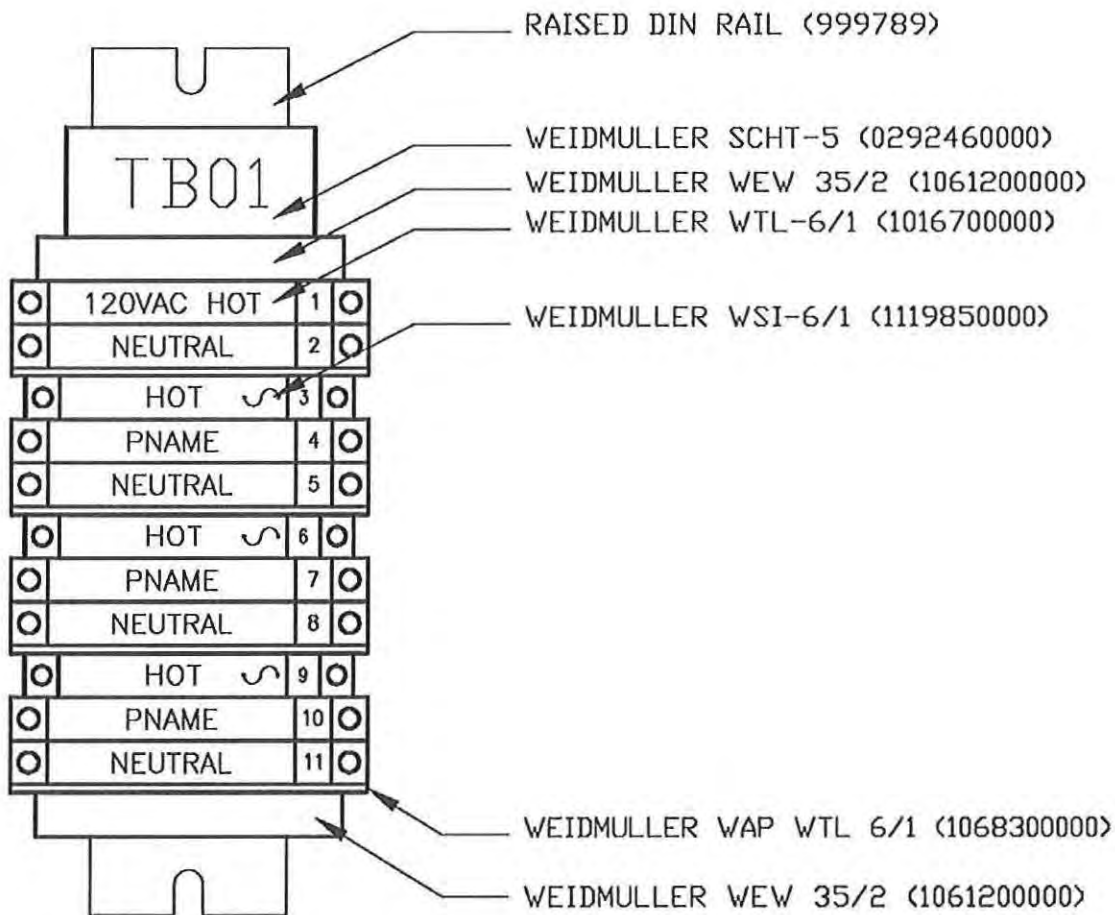 RAISED DIN RAIL (999789)
WEIDMULLER SCHT-5 (0292460000)
WEIDMULLER WEW 35/2 (1061200000)
WEIDMULLER WTL-6/1 (1016700000)
WEIDMULLER WSI-6/1 (1119850000)
TB01
120VAC HOT 1
NEUTRAL 2
HOT 3
PNAME 4
NEUTRAL 5
HOT 6
PNAME 7
NEUTRAL 8
HOT 9
PNAME 10
NEUTRAL 11
WEIDMULLER WAP WTL 6/1 (1068300000)
WEIDMULLER WEW 35/2 (1061200000)